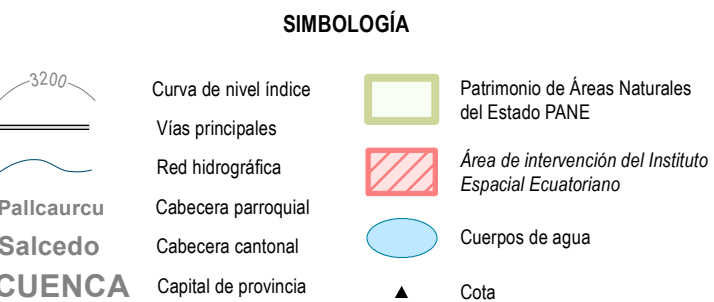 SIMBOLOGÍA
3200
Curva de nivel índice
Vías principales
Red hidrográfica
Pallcaurcu
Cabecera parroquial
Salcedo
Cabecera cantonal
CUENCA
Capital de provincia
Patrimonio de Áreas Naturales
del Estado PANE
Área de intervención del Instituto
Espacial Ecuatoriano
Cuerpos de agua
Cota